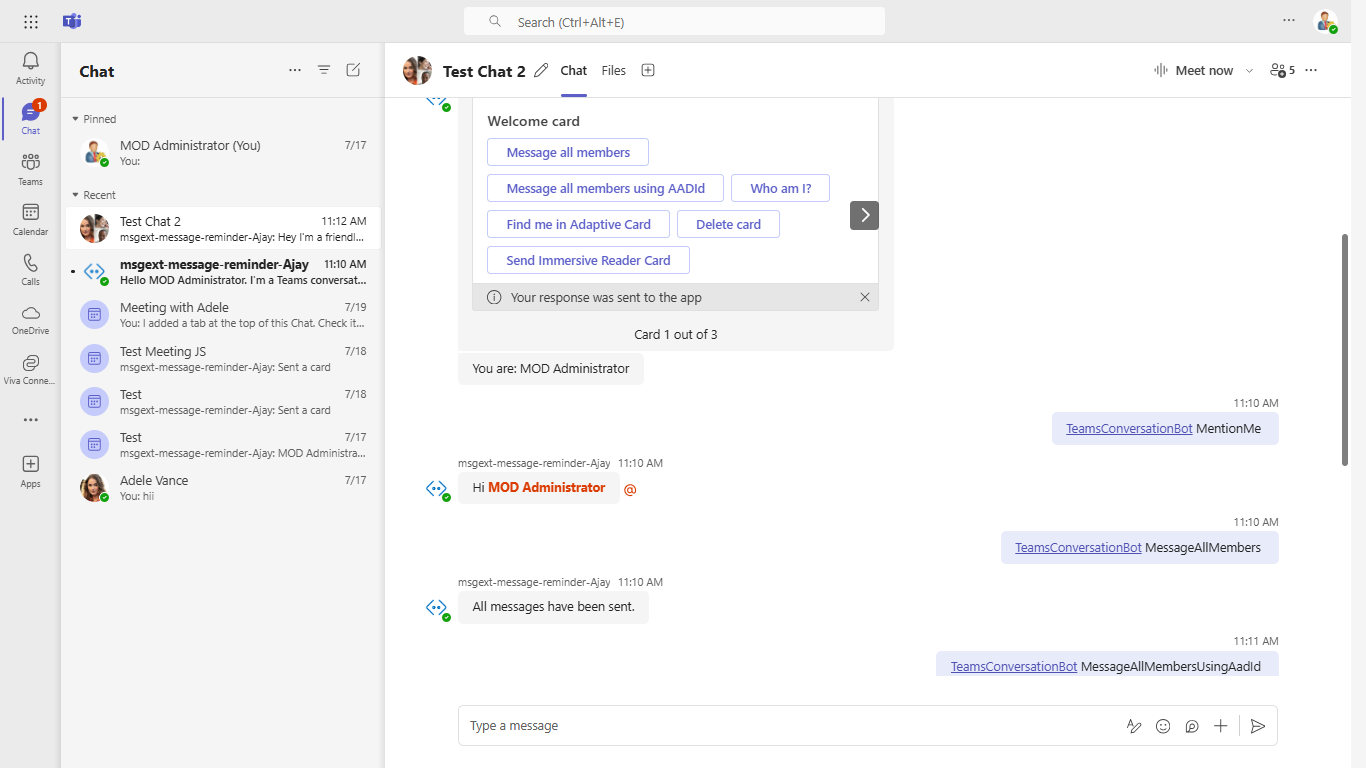 Search (Ctrl+Alt+E)
Activity
1
Chat
Teams
Calendar
Calls
OneDrive
Viva Conne...
Apps
Chat
Pinned
MOD Administrator (You) 7/17
You:
Recent
Test Chat 2 11:12 AM
msgext-message-reminder-Ajay: Hey I'm a friendl...
msgext-message-reminder-Ajay 11:10 AM
Hello MOD Administrator. I'm a Teams conversat...
Meeting with Adele 7/19
You: I added a tab at the top of this Chat. Check it...
Test Meeting JS 7/18
msgext-message-reminder-Ajay: Sent a card
Test 7/18
msgext-message-reminder-Ajay: Sent a card
Test 7/17
msgext-message-reminder-Ajay: MOD Administra...
Adele Vance 7/17
You: hii
Test Chat 2 Chat Files Meet now 5
Welcome card
Message all members
Message all members using AADId Who am I?
Find me in Adaptive Card Delete card
Send Immersive Reader Card
Your response was sent to the app
Card 1 out of 3
You are: MOD Administrator
11:10 AM
TeamsConversationBot MentionMe
msgext-message-reminder-Ajay 11:10 AM
Hi MOD Administrator @
11:10 AM
TeamsConversationBot MessageAllMembers
msgext-message-reminder-Ajay 11:10 AM
All messages have been sent.
11:11 AM
TeamsConversationBot MessageAllMembersUsingAadId
Type a message